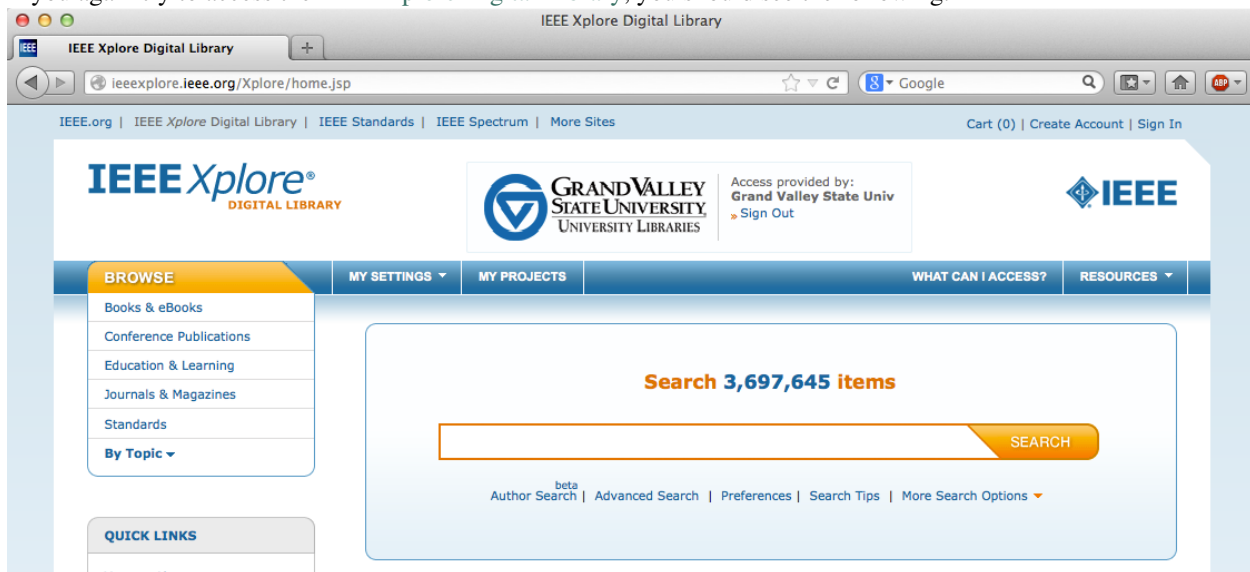 IEEE Xplore Digital Library
IEEE IEEE Xplore Digital Library +
ieeexplore.ieee.org/Xplore/home.jsp Google ABP
IEEE.org | IEEE Xplore Digital Library | IEEE Standards | IEEE Spectrum | More Sites Cart (0) | Create Account | Sign In
IEEE Xplore®
DIGITAL LIBRARY
GRAND VALLEY
STATE UNIVERSITY
UNIVERSITY LIBRARIES
Access provided by:
Grand Valley State Univ
» Sign Out
IEEE
BROWSE MY SETTINGS MY PROJECTS WHAT CAN I ACCESS? RESOURCES
Books & eBooks
Conference Publications
Education & Learning
Journals & Magazines
Standards
By Topic
Search 3,697,645 items
SEARCH
beta
Author Search | Advanced Search | Preferences | Search Tips | More Search Options
QUICK LINKS